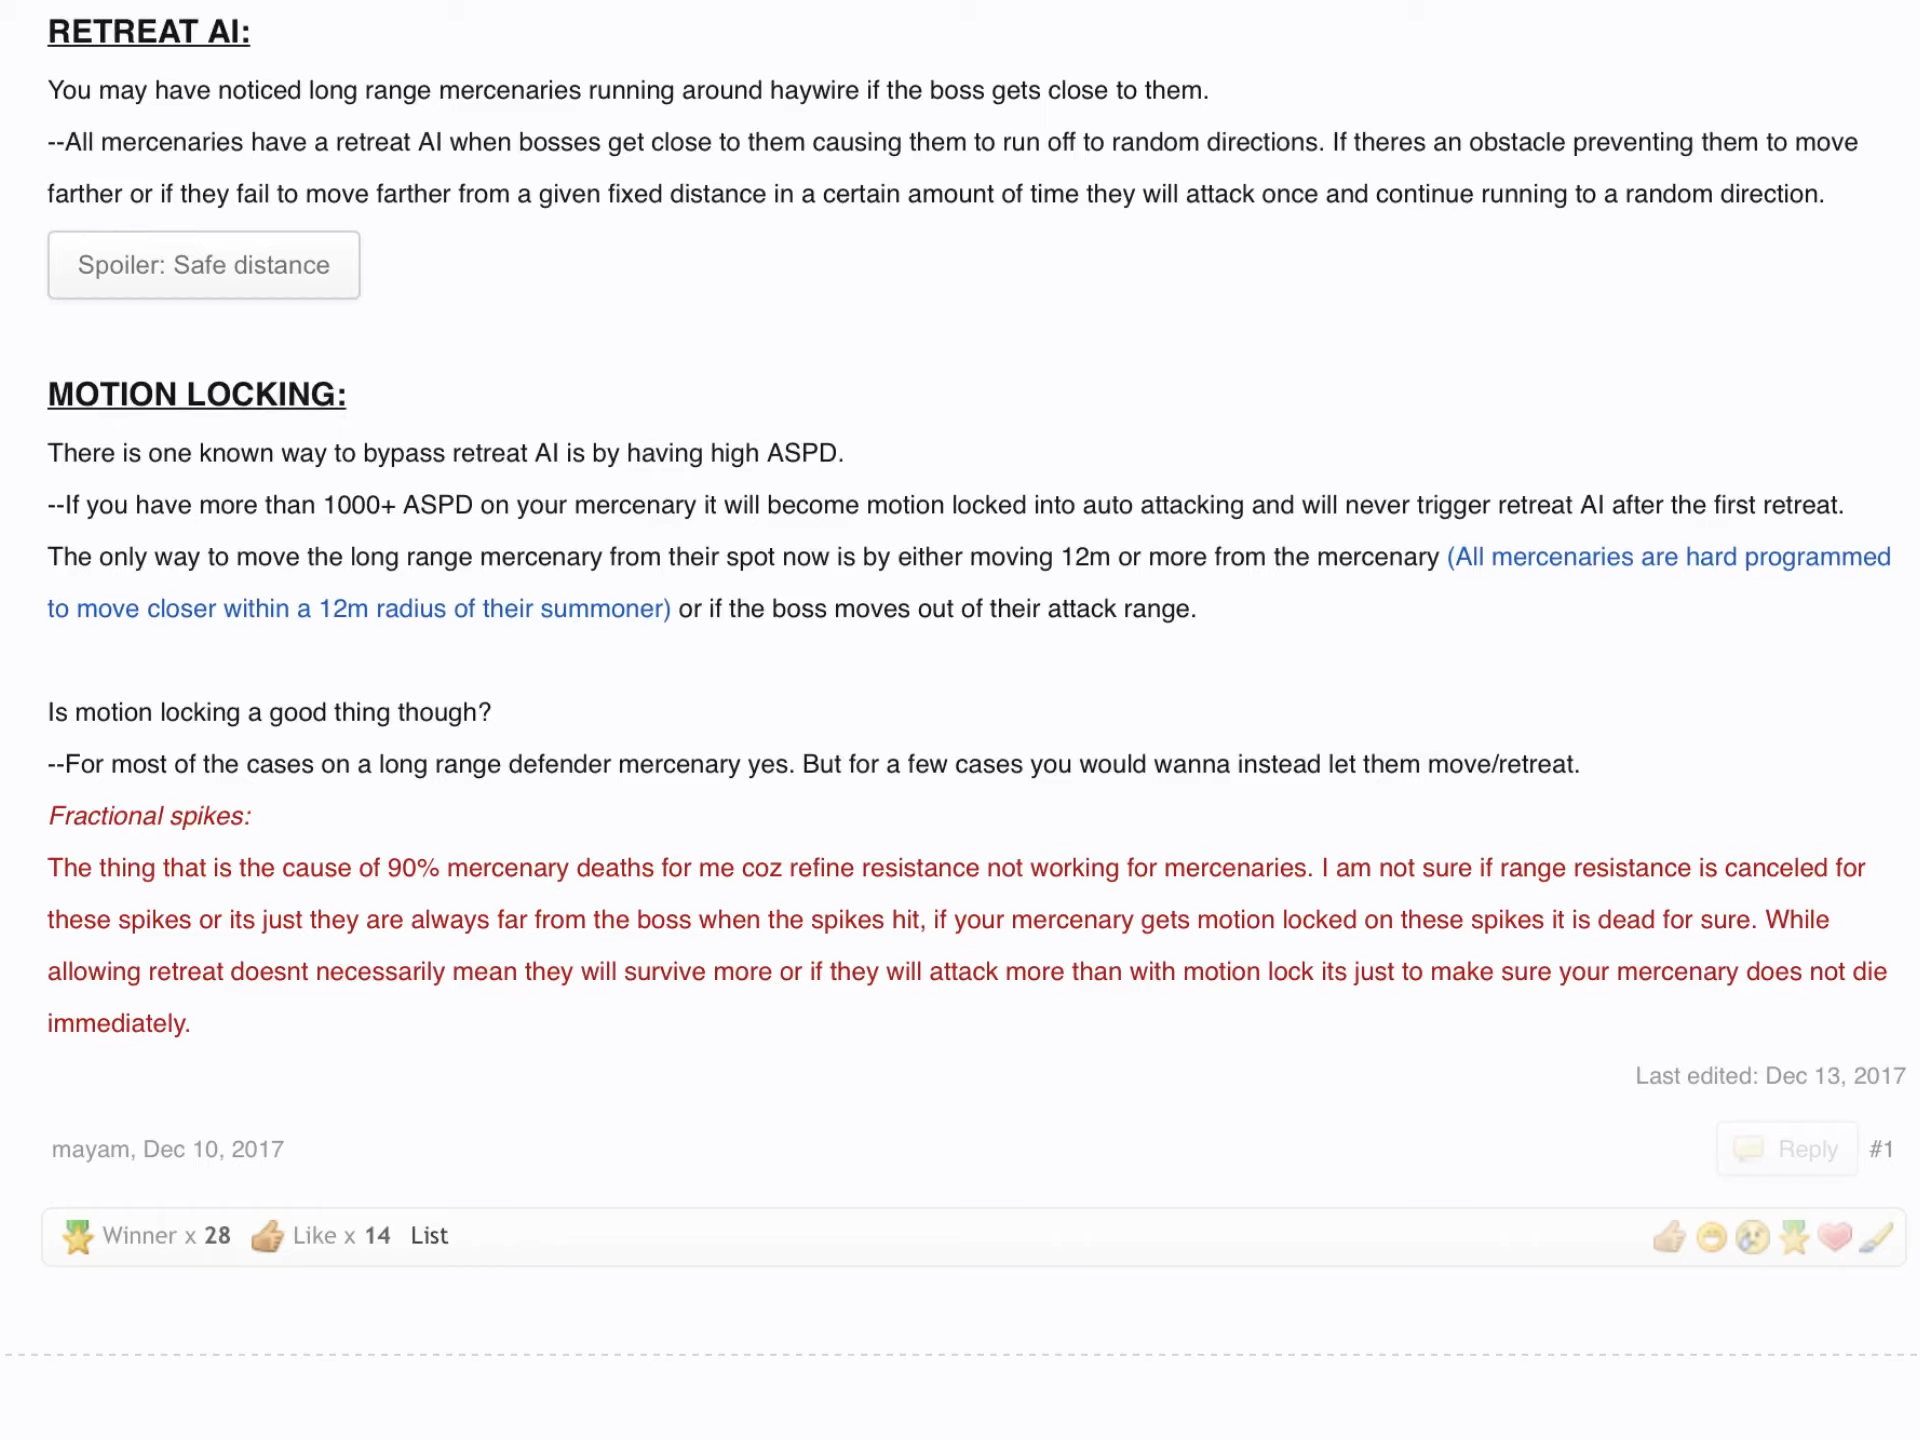 RETREAT AI:
You may have noticed long range mercenaries running around haywire if the boss gets close to them.
--All mercenaries have a retreat AI when bosses get close to them causing them to run off to random directions. If theres an obstacle preventing them to move
farther or if they fail to move farther from a given fixed distance in a certain amount of time they will attack once and continue running to a random direction.
Spoiler: Safe distance
MOTION LOCKING:
There is one known way to bypass retreat AI is by having high ASPD.
--If you have more than 1000+ ASPD on your mercenary it will become motion locked into auto attacking and will never trigger retreat AI after the first retreat.
The only way to move the long range mercenary from their spot now is by either moving 12m or more from the mercenary (All mercenaries are hard programmed
to move closer within a 12m radius of their summoner) or if the boss moves out of their attack range.
Is motion locking a good thing though?
--For most of the cases on a long range defender mercenary yes. But for a few cases you would wanna instead let them move/retreat.
Fractional spikes:
The thing that is the cause of 90% mercenary deaths for me coz refine resistance not working for mercenaries. I am not sure if range resistance is canceled for
these spikes or its just they are always far from the boss when the spikes hit, if your mercenary gets motion locked on these spikes it is dead for sure. While
allowing retreat doesnt necessarily mean they will survive more or if they will attack more than with motion lock its just to make sure your mercenary does not die
immediately.
Last edited: Dec 13, 2017
mayam, Dec 10, 2017
Reply #1
Winner x 28 Like x 14 List